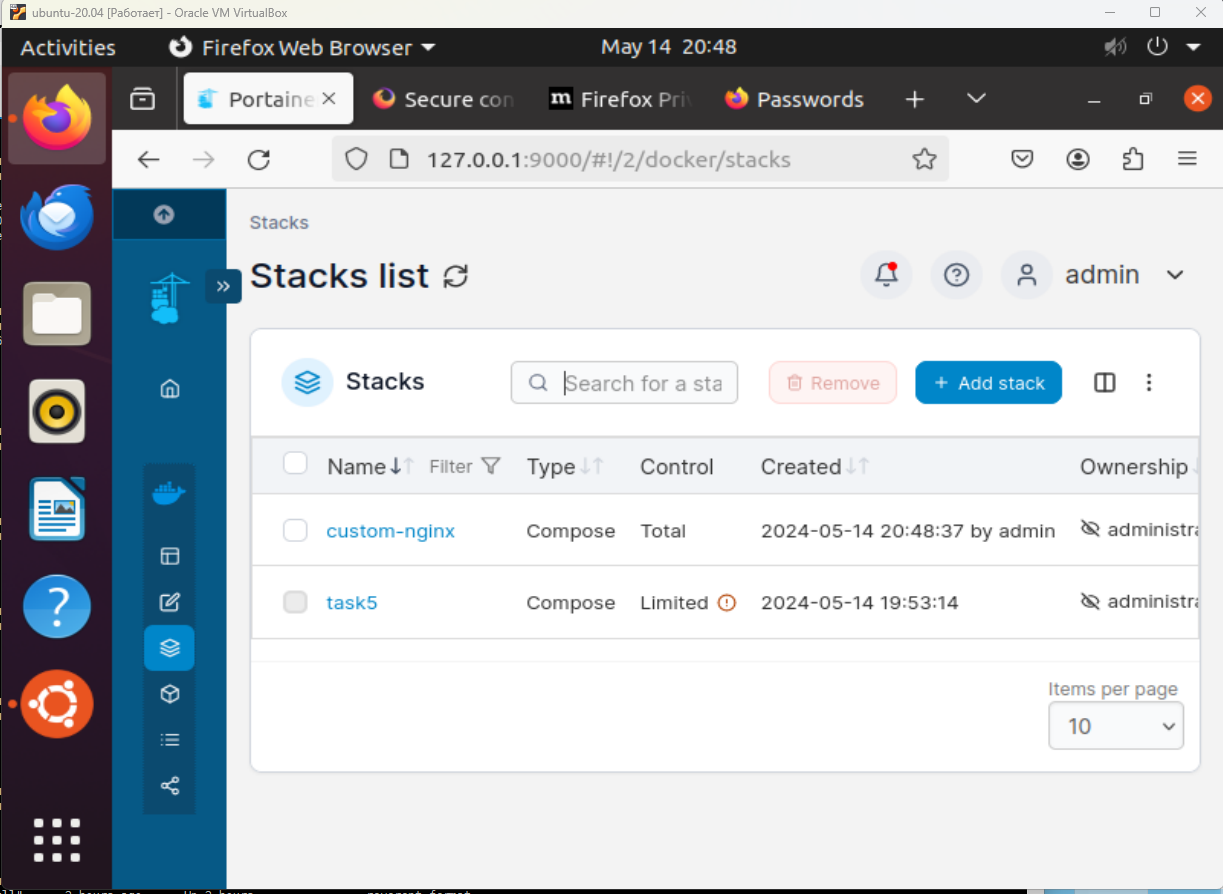 ubuntu-20.04 [Работает] - Oracle VM VirtualBox
Activities Firefox Web Browser May 14 20:48
Portaine Secure con Firefox Priv Passwords
127.0.0.1:9000/#!/2/docker/stacks
Stacks
Stacks list admin
Stacks Search for a sta Remove + Add stack
Name Filter Type Control Created Ownership
custom-nginx Compose Total 2024-05-14 20:48:37 by admin administra
task5 Compose Limited 2024-05-14 19:53:14 administra
Items per page
10